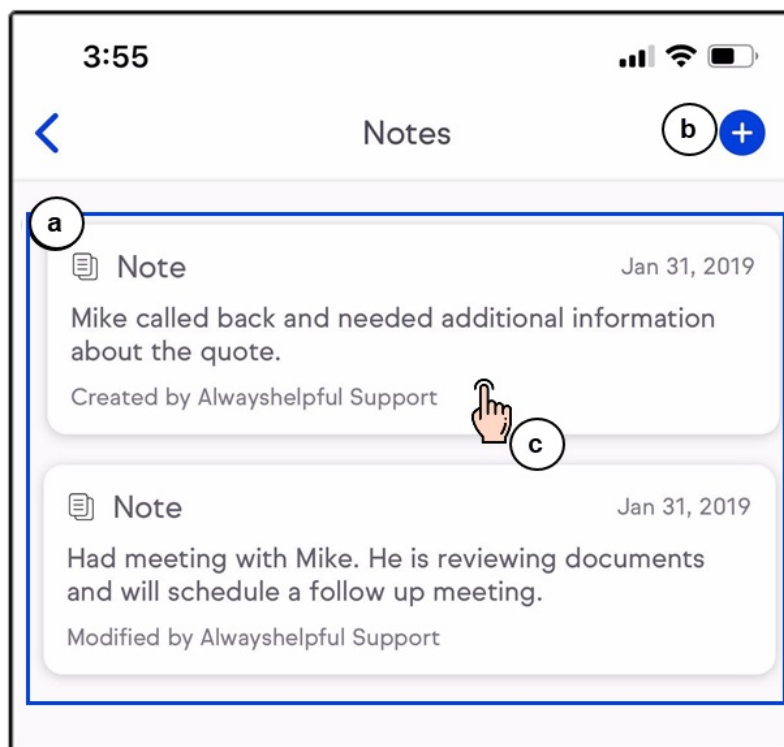 3:55
Notes
b
+
a
Note
Jan 31, 2019
Mike called back and needed additional information
about the quote.
Created by Alwayshelpful Support
c
Note
Jan 31, 2019
Had meeting with Mike. He is reviewing documents
and will schedule a follow up meeting.
Modified by Alwayshelpful Support